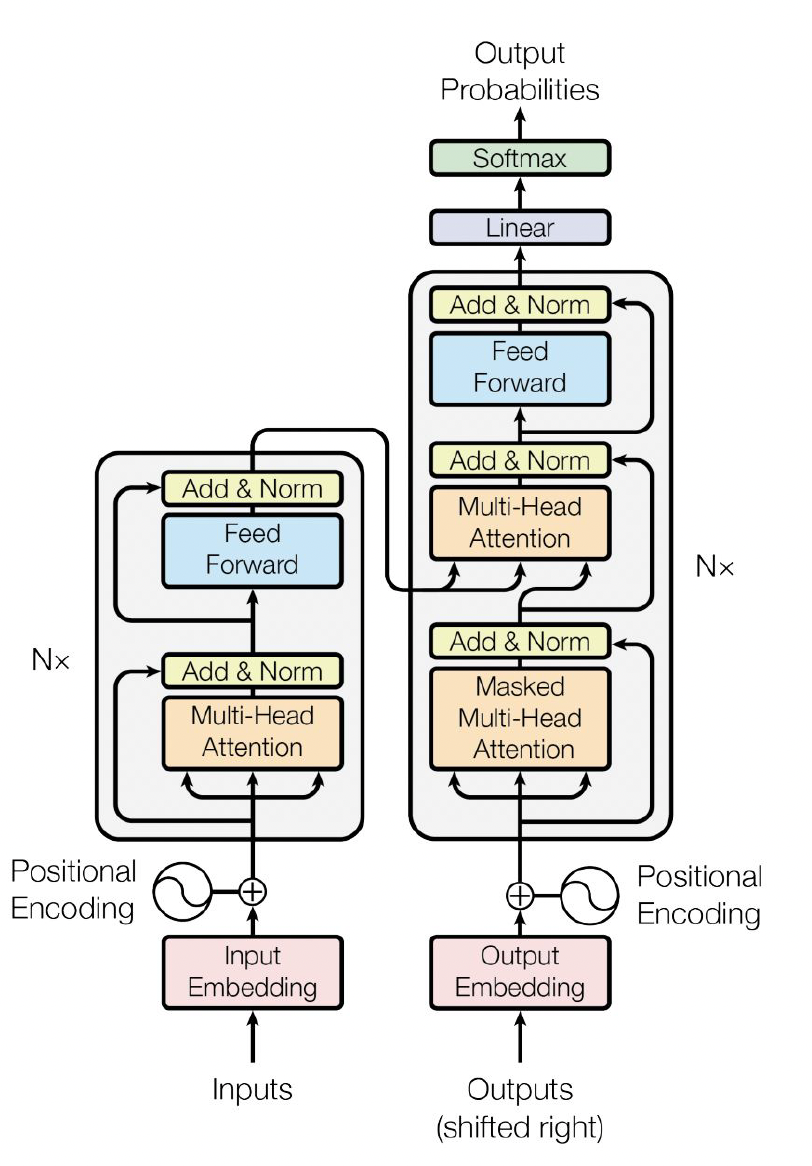 Output
Probabilities
Softmax
Linear
Add & Norm
Feed
Forward
Add & Norm
Multi-Head
Attention
Nx
Add & Norm
Masked
Multi-Head
Attention
Add & Norm
Feed
Forward
Nx
Add & Norm
Multi-Head
Attention
Positional
Encoding
Positional
Encoding
Input
Embedding
Output
Embedding
Inputs
Outputs
(shifted right)